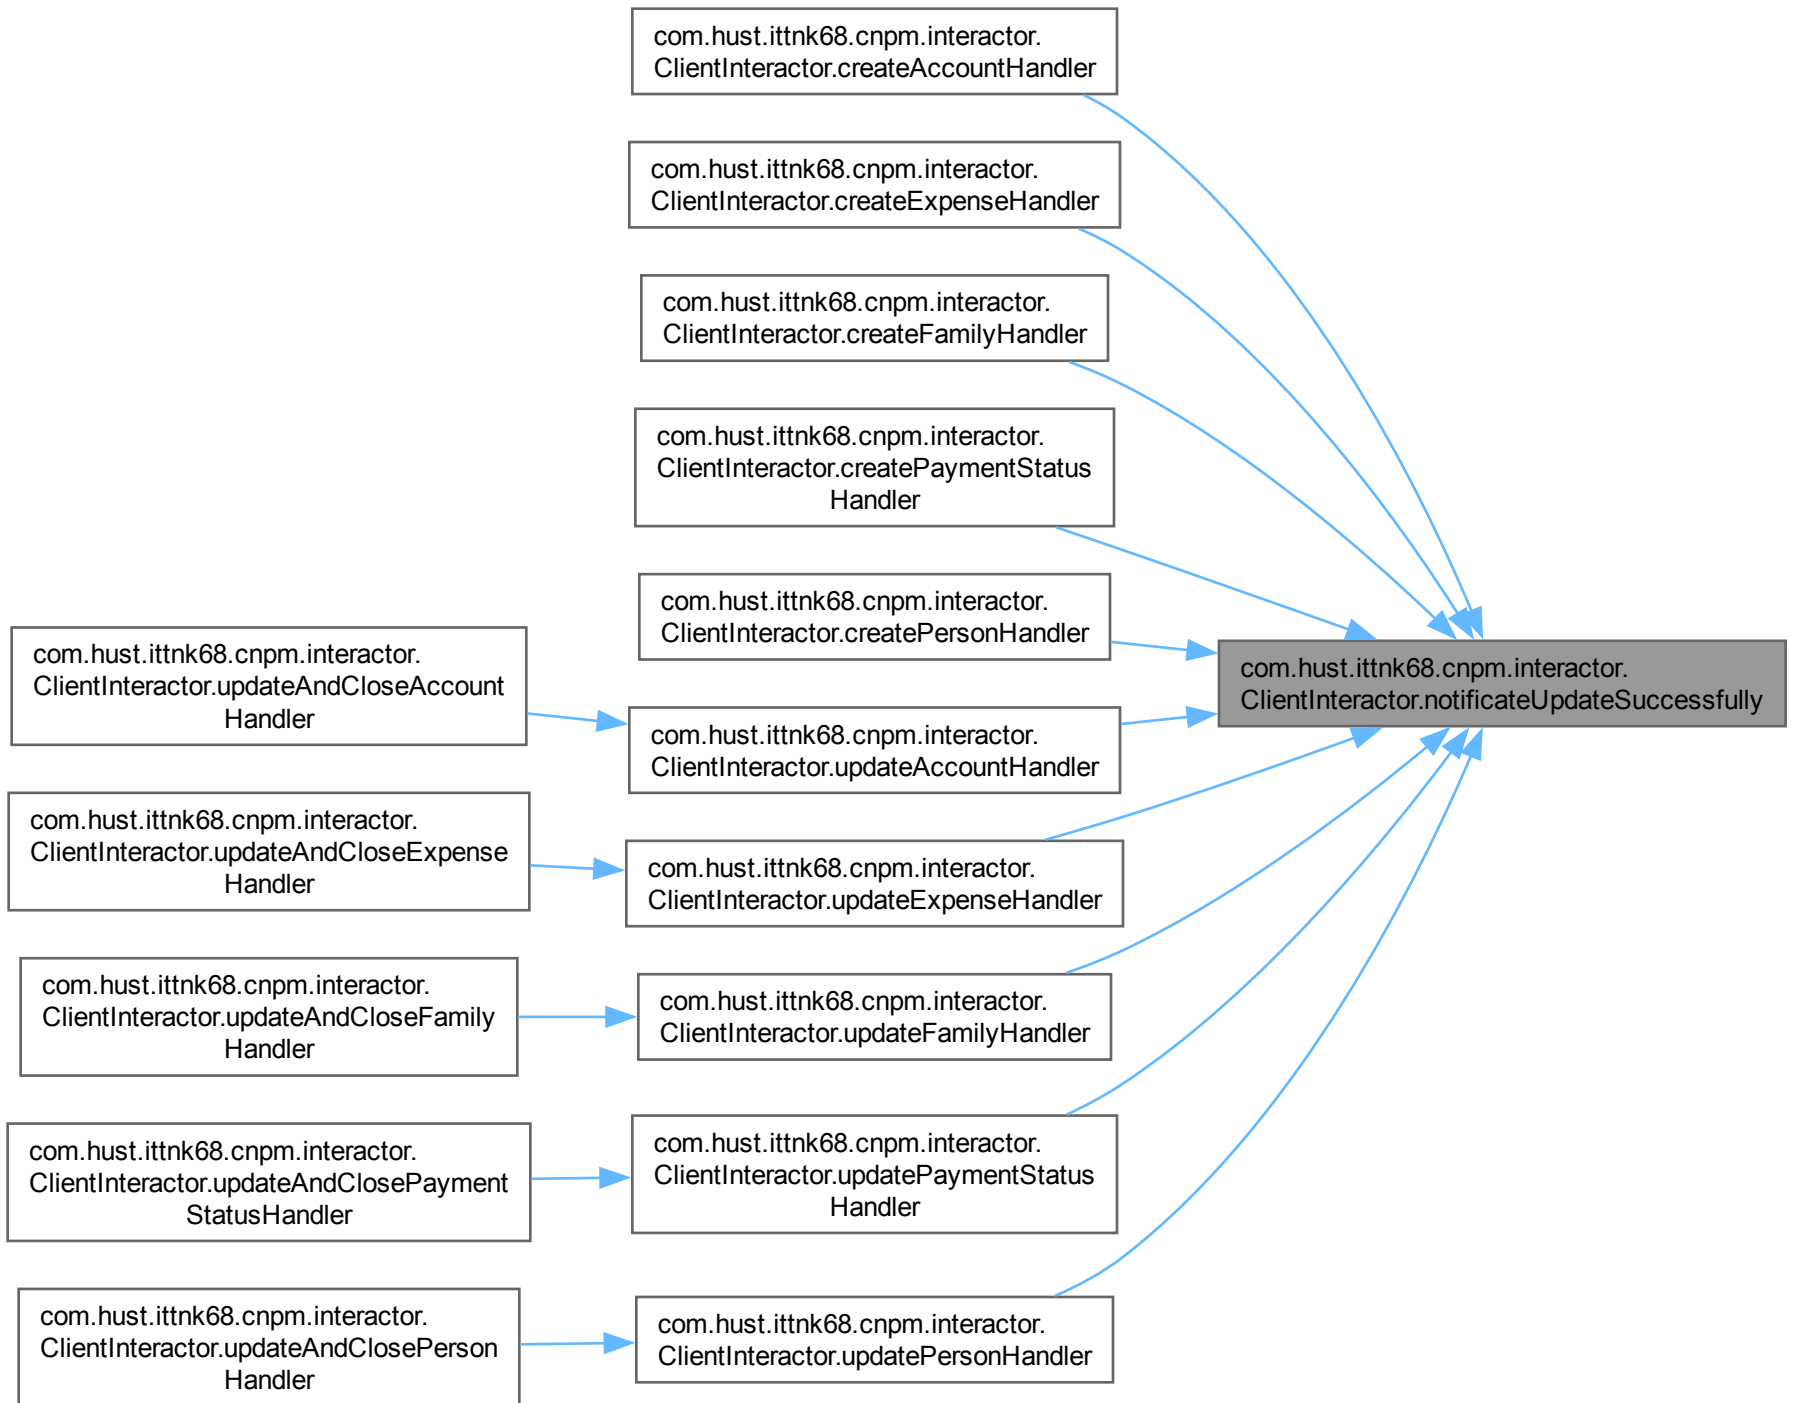 com.hust.ittnk68.cnpm.interactor.
ClientInteractor.createAccountHandler
com.hust.ittnk68.cnpm.interactor.
ClientInteractor.createExpenseHandler
com.hust.ittnk68.cnpm.interactor.
ClientInteractor.createFamilyHandler
com.hust.ittnk68.cnpm.interactor.
ClientInteractor.createPaymentStatus
Handler
com.hust.ittnk68.cnpm.interactor.
ClientInteractor.createPersonHandler
com.hust.ittnk68.cnpm.interactor.
ClientInteractor.updateAndCloseAccount
Handler
com.hust.ittnk68.cnpm.interactor.
ClientInteractor.updateAccountHandler
com.hust.ittnk68.cnpm.interactor.
ClientInteractor.notificateUpdateSuccessfully
com.hust.ittnk68.cnpm.interactor.
ClientInteractor.updateAndCloseExpense
Handler
com.hust.ittnk68.cnpm.interactor.
ClientInteractor.updateExpenseHandler
com.hust.ittnk68.cnpm.interactor.
ClientInteractor.updateAndCloseFamily
Handler
com.hust.ittnk68.cnpm.interactor.
ClientInteractor.updateFamilyHandler
com.hust.ittnk68.cnpm.interactor.
ClientInteractor.updateAndClosePayment
StatusHandler
com.hust.ittnk68.cnpm.interactor.
ClientInteractor.updatePaymentStatus
Handler
com.hust.ittnk68.cnpm.interactor.
ClientInteractor.updateAndClosePerson
Handler
com.hust.ittnk68.cnpm.interactor.
ClientInteractor.updatePersonHandler